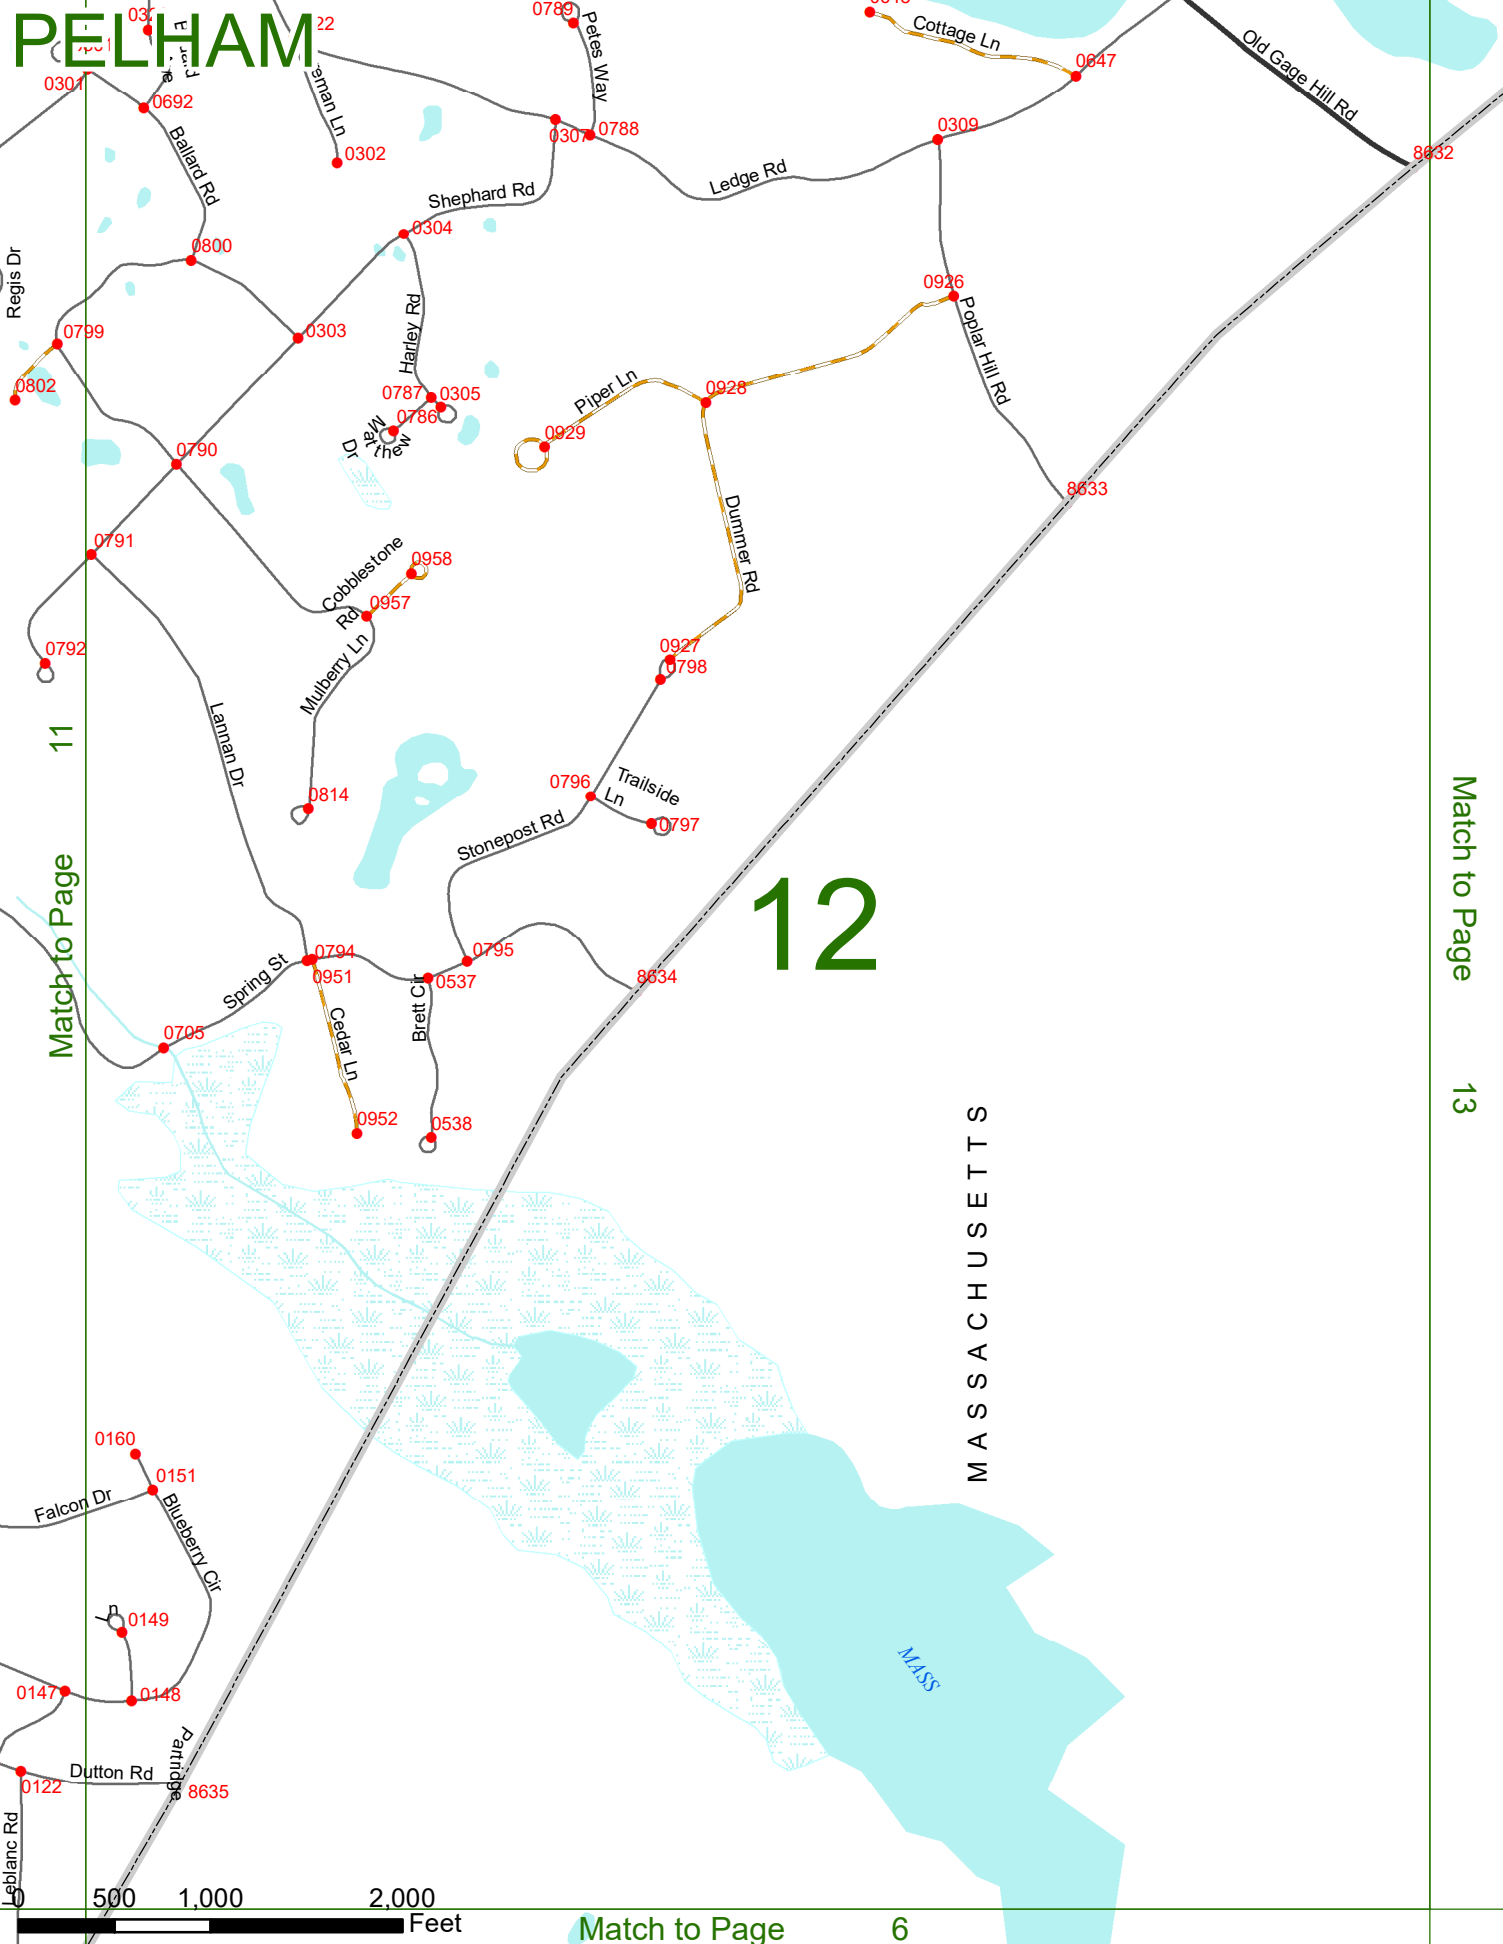 PELHAM
0789
Petes Way
Cottage Ln
0647
Old Gage Hill Rd
0301
0692
0302
0307
0788
0309
8632
Ballard Rd
Shephard Rd
Ledge Rd
0304
0800
Regis Dr
0926
Poplar Hill Rd
0799
0303
Harley Rd
0802
0787
0305
0786
Matthew
Dr
Piper Ln
0928
0929
0790
8633
Dummer Rd
0791
Cobblestone
Rd
0958
0957
0792
Mulberry Ln
0927
0798
Lannan Dr
11
Match to Page
0814
0796
Trailside
Ln
0797
Stonepost Rd
12
Match to Page
13
0794
0951
0795
0537
8634
Spring St
Brett Cir
Cedar Ln
0705
0952
0538
MASSACHUSETTS
0160
0151
Falcon Dr
Blueberry Cir
Ln
0149
0147
0148
MASS
Partridge
Dutton Rd
0122
8635
Leblanc Rd
0 500 1,000 2,000
Feet
Match to Page 6